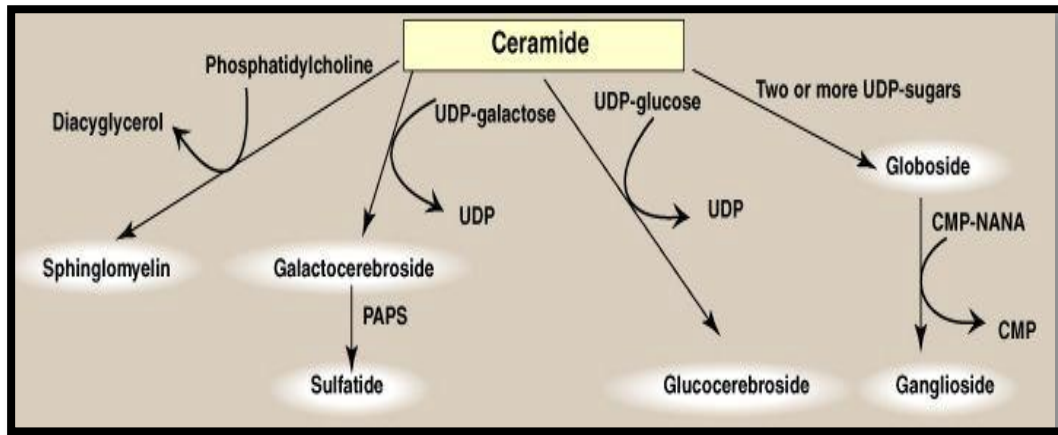 Ceramide
Phosphatidylcholine
Diacyglycerol
UDP-galactose
UDP
UDP-glucose
UDP
Two or more UDP-sugars
Globoside
CMP-NANA
CMP
Sphinglomyelin
Galactocerebroside
PAPS
Sulfatide
Glucocerebroside
Ganglioside